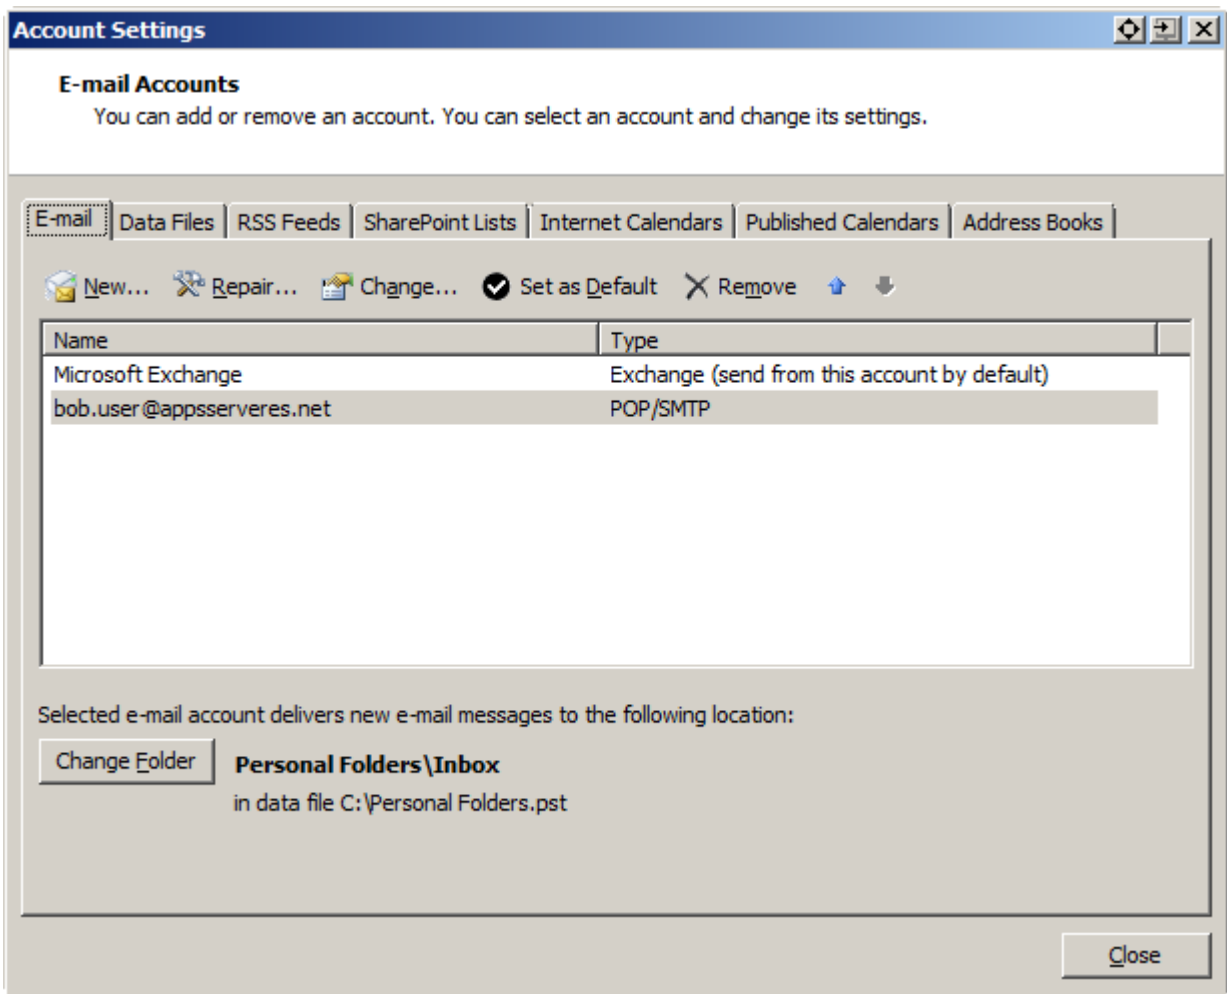 Account Settings
E-mail Accounts
You can add or remove an account. You can select an account and change its settings.
E-mail Data Files RSS Feeds SharePoint Lists Internet Calendars Published Calendars Address Books
New... Repair... Change... Set as Default Remove
Name Type
Microsoft Exchange Exchange (send from this account by default)
bob.user@appsserveres.net POP/SMTP
Selected e-mail account delivers new e-mail messages to the following location:
Change Folder Personal Folders\Inbox
in data file C:\Personal Folders.pst
Close